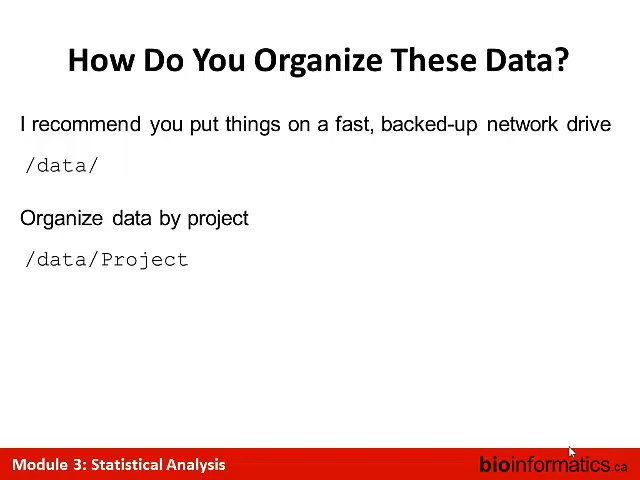 How Do You Organize These Data?
I recommend you put things on a fast, backed-up network drive
/data/
Organize data by project
/data/Project
Module 3: Statistical Analysis
bioinformatics.ca